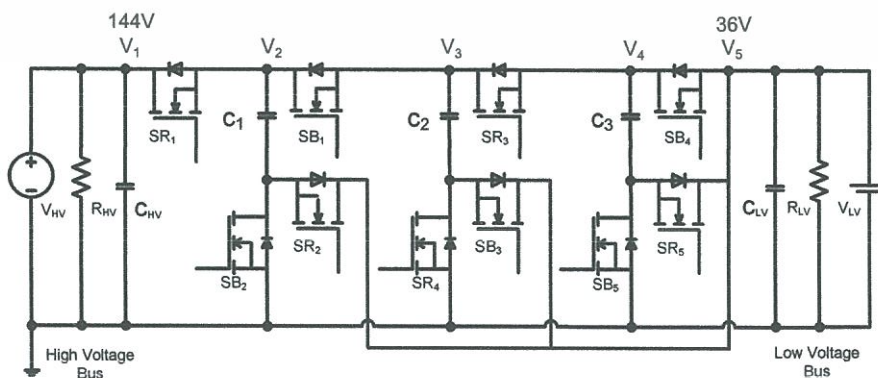 144V
36V
V1
V2
V3
V4
V5
C1
C2
C3
SR1
SB1
SR3
SB4
+
−
VHV
RHV
CHV
SR2
SB3
SR5
CLV
RLV
VLV
SB2
SR4
SB5
High Voltage
Bus
Low Voltage
Bus